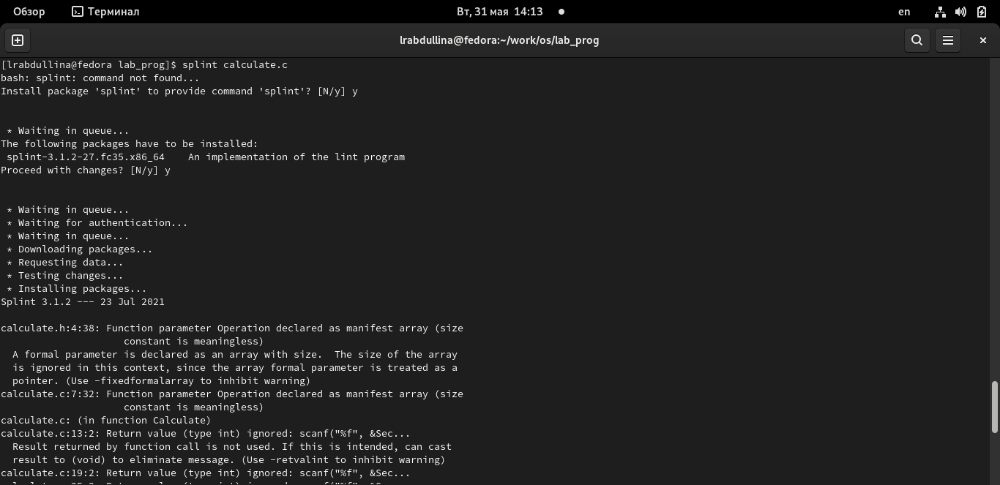 Обзор Терминал Вт, 31 мая 14:13 en
lrabdullina@fedora:~/work/os/lab_prog
[lrabdullina@fedora lab_prog]$ splint calculate.c
bash: splint: command not found...
Install package 'splint' to provide command 'splint'? [N/y] y
* Waiting in queue...
The following packages have to be installed:
splint-3.1.2-27.fc35.x86_64 An implementation of the lint program
Proceed with changes? [N/y] y
* Waiting in queue...
* Waiting for authentication...
* Waiting in queue...
* Downloading packages...
* Requesting data...
* Testing changes...
* Installing packages...
Splint 3.1.2 --- 23 Jul 2021
calculate.h:4:38: Function parameter Operation declared as manifest array (size
constant is meaningless)
A formal parameter is declared as an array with size. The size of the array
is ignored in this context, since the array formal parameter is treated as a
pointer. (Use -fixedformalarray to inhibit warning)
calculate.c:7:32: Function parameter Operation declared as manifest array (size
constant is meaningless)
calculate.c: (in function Calculate)
calculate.c:13:2: Return value (type int) ignored: scanf("%f", &Sec...
Result returned by function call is not used. If this is intended, can cast
result to (void) to eliminate message. (Use -retvalint to inhibit warning)
calculate.c:19:2: Return value (type int) ignored: scanf("%f", &Sec...